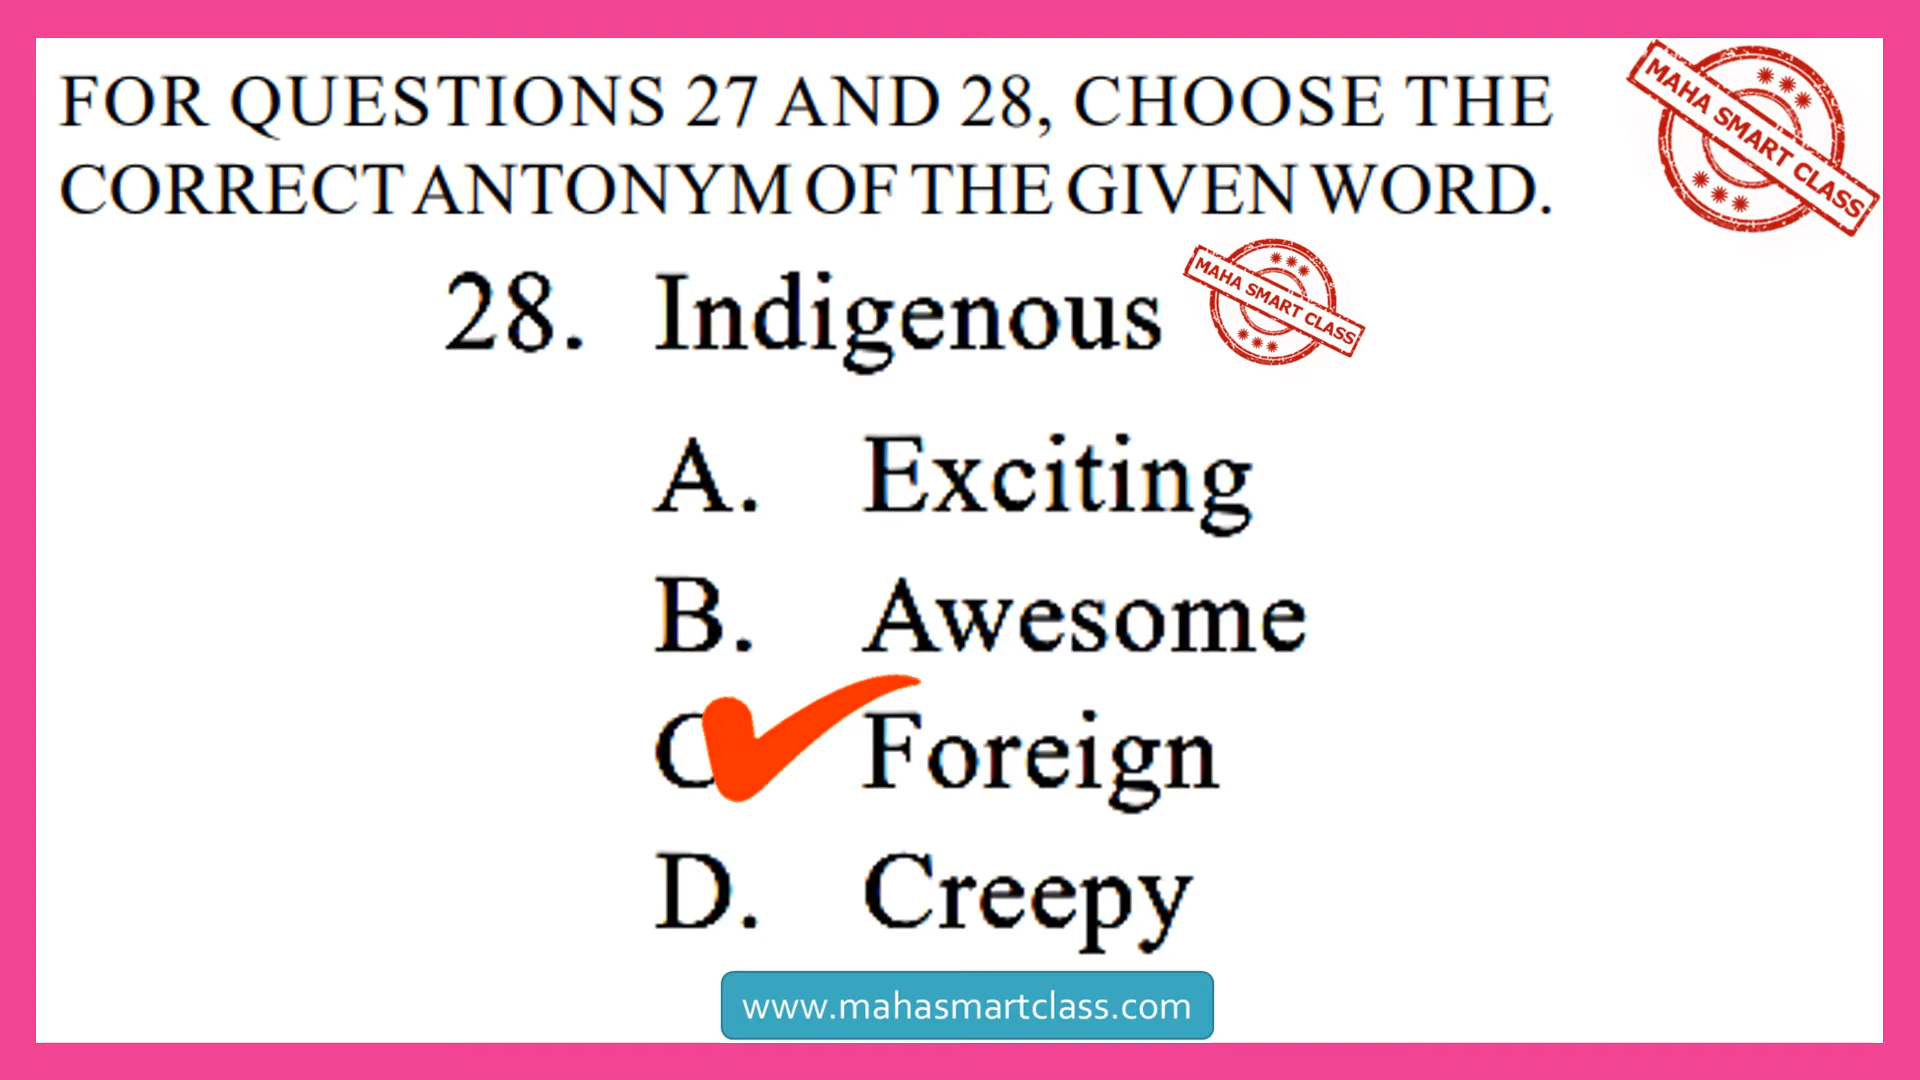 FOR QUESTIONS 27 AND 28, CHOOSE THE
CORRECT ANTONYM OF THE GIVEN WORD.
MAHA SMART CLASS
28. Indigenous
MAHA SMART CLASS
A. Exciting
B. Awesome
C Foreign
D. Creepy
www.mahasmartclass.com